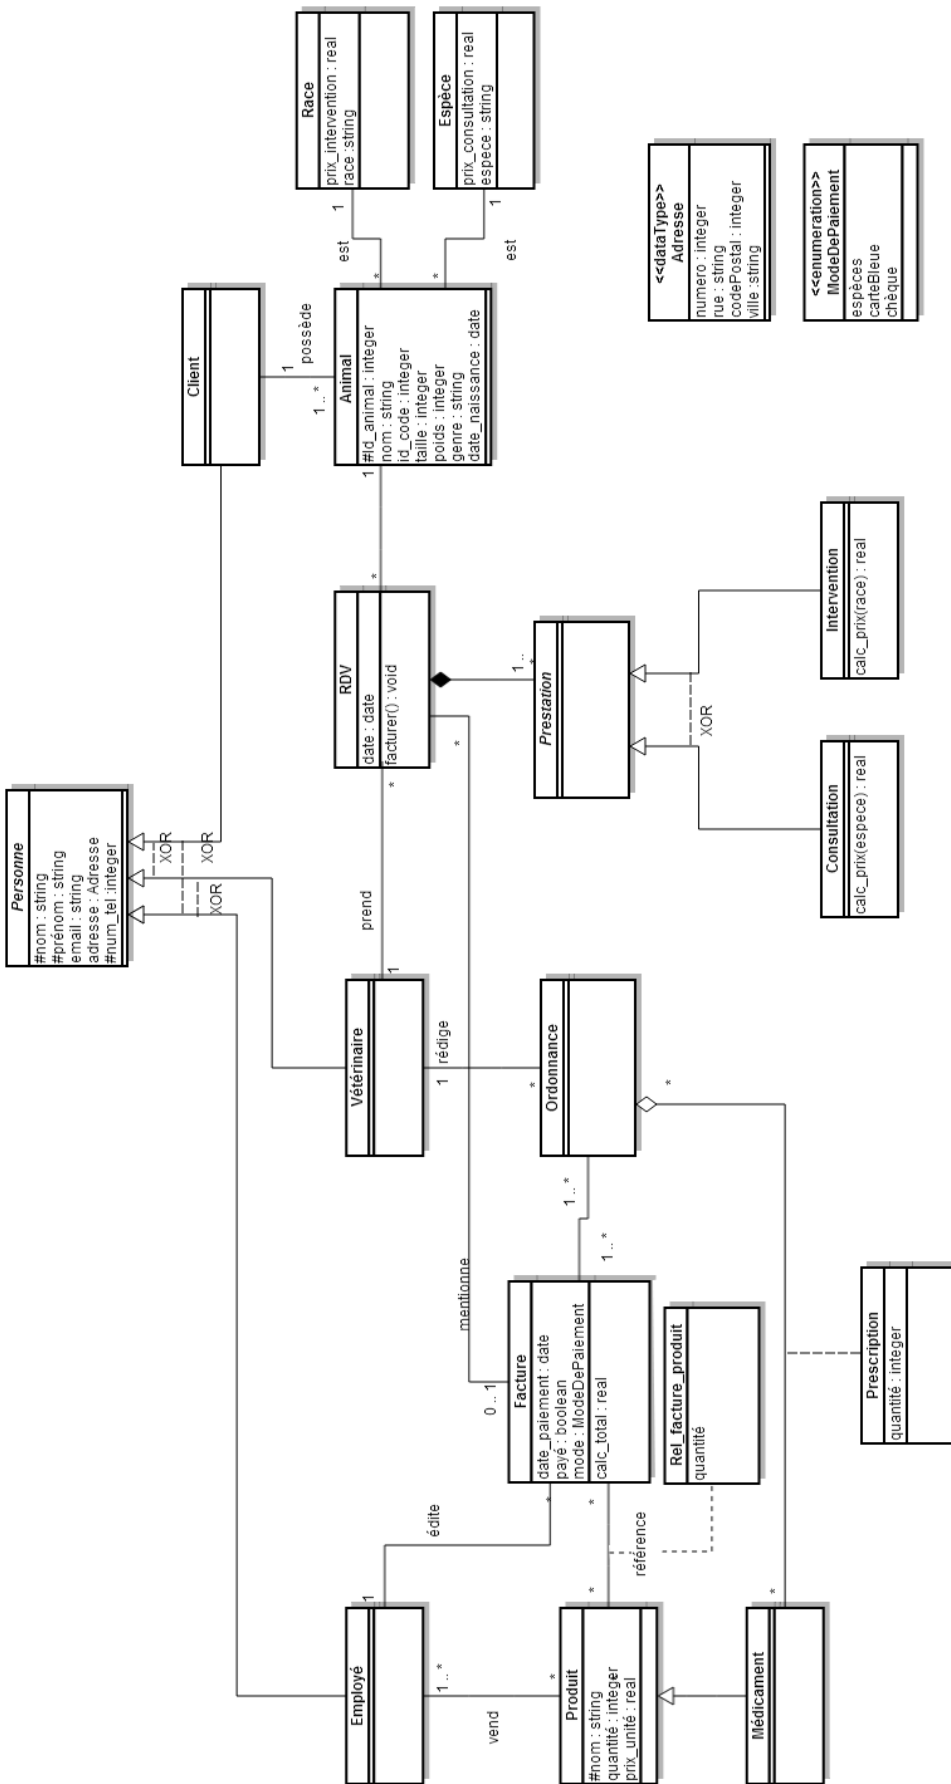 Race
prix_intervention : real
race :string
Espèce
prix_consultation : real
espece : string
1
est
*
1
est
*
Client
1
possède
1 .. *
Animal
#Id_animal : integer
nom : string
id_code : integer
taille : integer
poids : integer
genre : string
date_naissance : date
<<dataType>>
Adresse
numero : integer
rue : string
codePostal : integer
ville :string
<<enumeration>>
ModeDePaiement
espèces
carteBleue
chèque
1
*
RDV
date : date
facturer() : void
*
*
1 ..
*
Prestation
XOR
Intervention
calc_prix(race) : real
Consultation
calc_prix(espece) : real
Personne
#nom : string
#prénom : string
email : string
adresse : Adresse
#num_tel :integer
XOR
XOR
XOR
prend
1
Vétérinaire
1
rédige
*
Ordonnance
*
1 .. *
1 .. *
mentionne
0 .. 1
Facture
date_paiement : date
payé : boolean
mode : ModeDePaiement
calc_total : real
Rel_facture_produit
quantité
Prescription
quantité : integer
*
édite
1
*
référence
*
*
Employé
1 .. *
vend
*
Produit
#nom : string
quantité : integer
prix_unité : real
Médicament